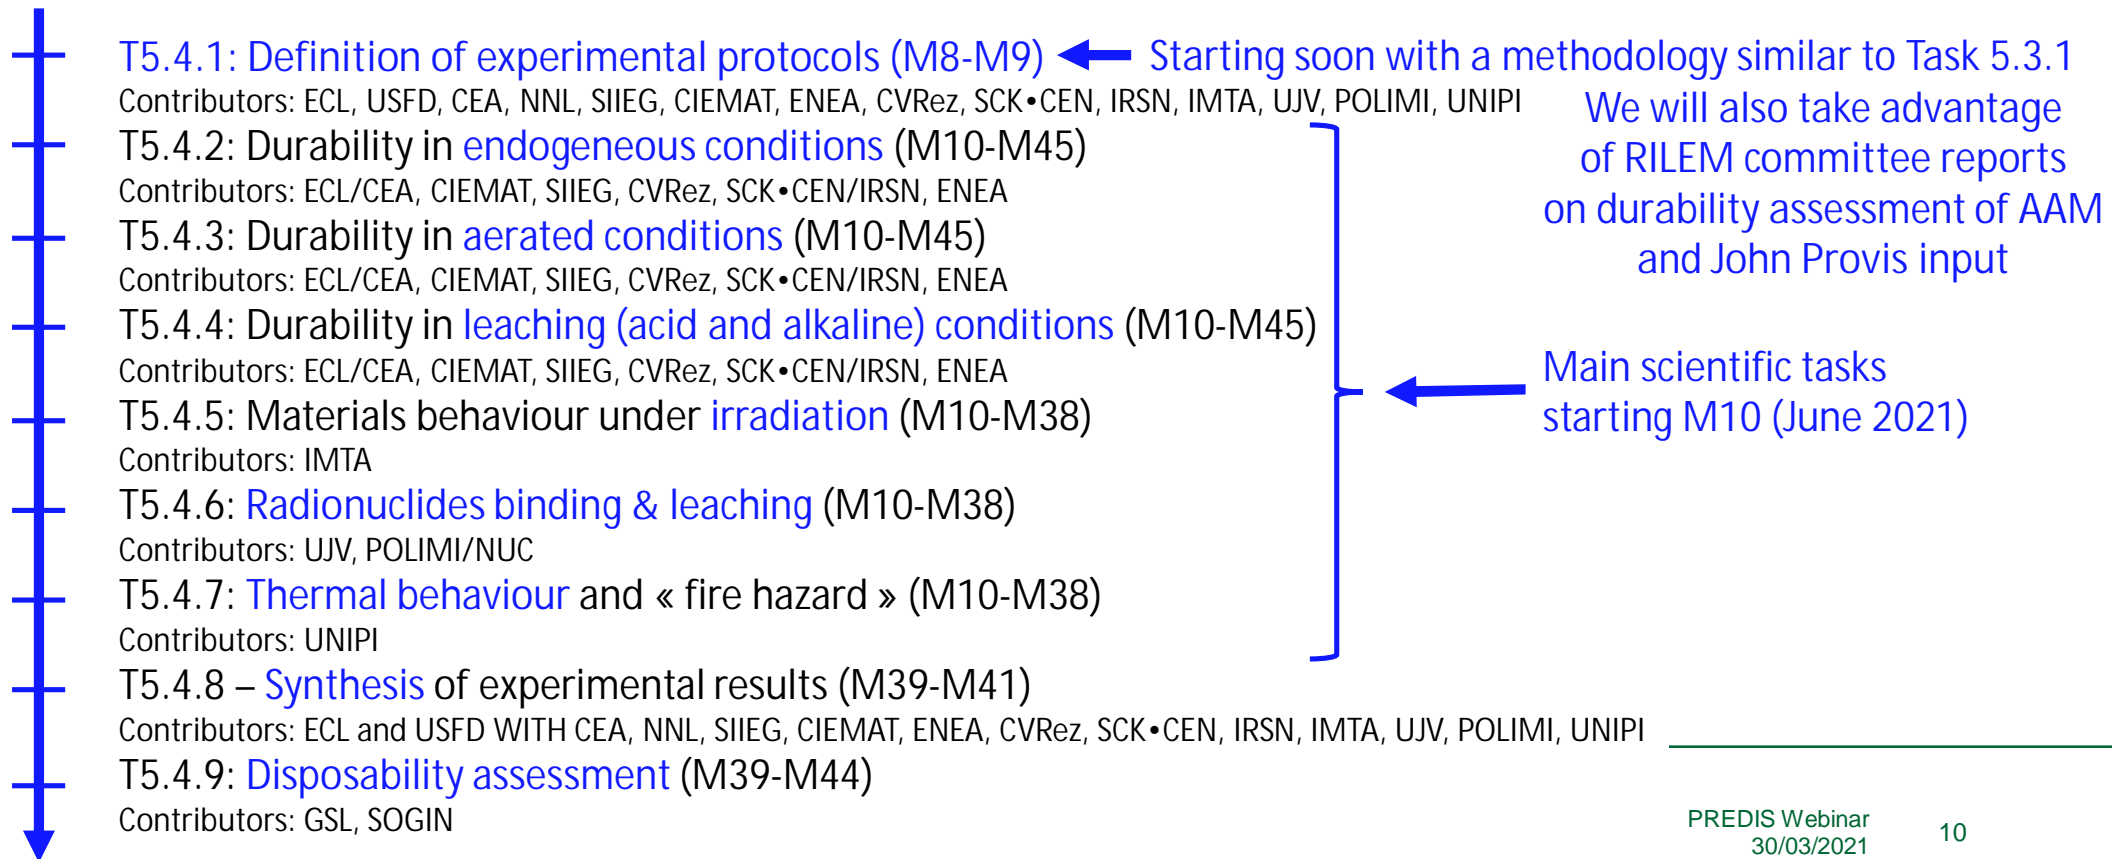 T5.4.1: Definition of experimental protocols (M8-M9)
Starting soon with a methodology similar to Task 5.3.1
Contributors: ECL, USFD, CEA, NNL, SIIEG, CIEMAT, ENEA, CVRez, SCK•CEN, IRSN, IMTA, UJV, POLIMI, UNIPI
We will also take advantage
of RILEM committee reports
on durability assessment of AAM
and John Provis input
T5.4.2: Durability in endogeneous conditions (M10-M45)
Contributors: ECL/CEA, CIEMAT, SIIEG, CVRez, SCK•CEN/IRSN, ENEA
T5.4.3: Durability in aerated conditions (M10-M45)
Contributors: ECL/CEA, CIEMAT, SIIEG, CVRez, SCK•CEN/IRSN, ENEA
T5.4.4: Durability in leaching (acid and alkaline) conditions (M10-M45)
Contributors: ECL/CEA, CIEMAT, SIIEG, CVRez, SCK•CEN/IRSN, ENEA
Main scientific tasks
starting M10 (June 2021)
T5.4.5: Materials behaviour under irradiation (M10-M38)
Contributors: IMTA
T5.4.6: Radionuclides binding & leaching (M10-M38)
Contributors: UJV, POLIMI/NUC
T5.4.7: Thermal behaviour and « fire hazard » (M10-M38)
Contributors: UNIPI
T5.4.8 – Synthesis of experimental results (M39-M41)
Contributors: ECL and USFD WITH CEA, NNL, SIIEG, CIEMAT, ENEA, CVRez, SCK•CEN, IRSN, IMTA, UJV, POLIMI, UNIPI
T5.4.9: Disposability assessment (M39-M44)
Contributors: GSL, SOGIN
PREDIS Webinar
30/03/2021
10